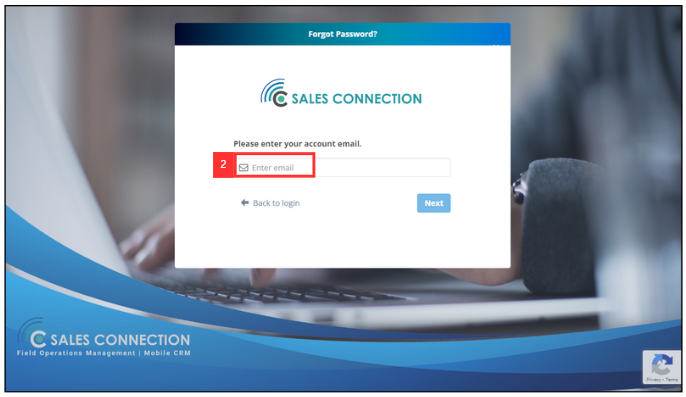 Forgot Password?
SALES CONNECTION
Please enter your account email.
2
Enter email
Back to login
Next
SALES CONNECTION
Field Operations Management | Mobile CRM
Privacy - Terms